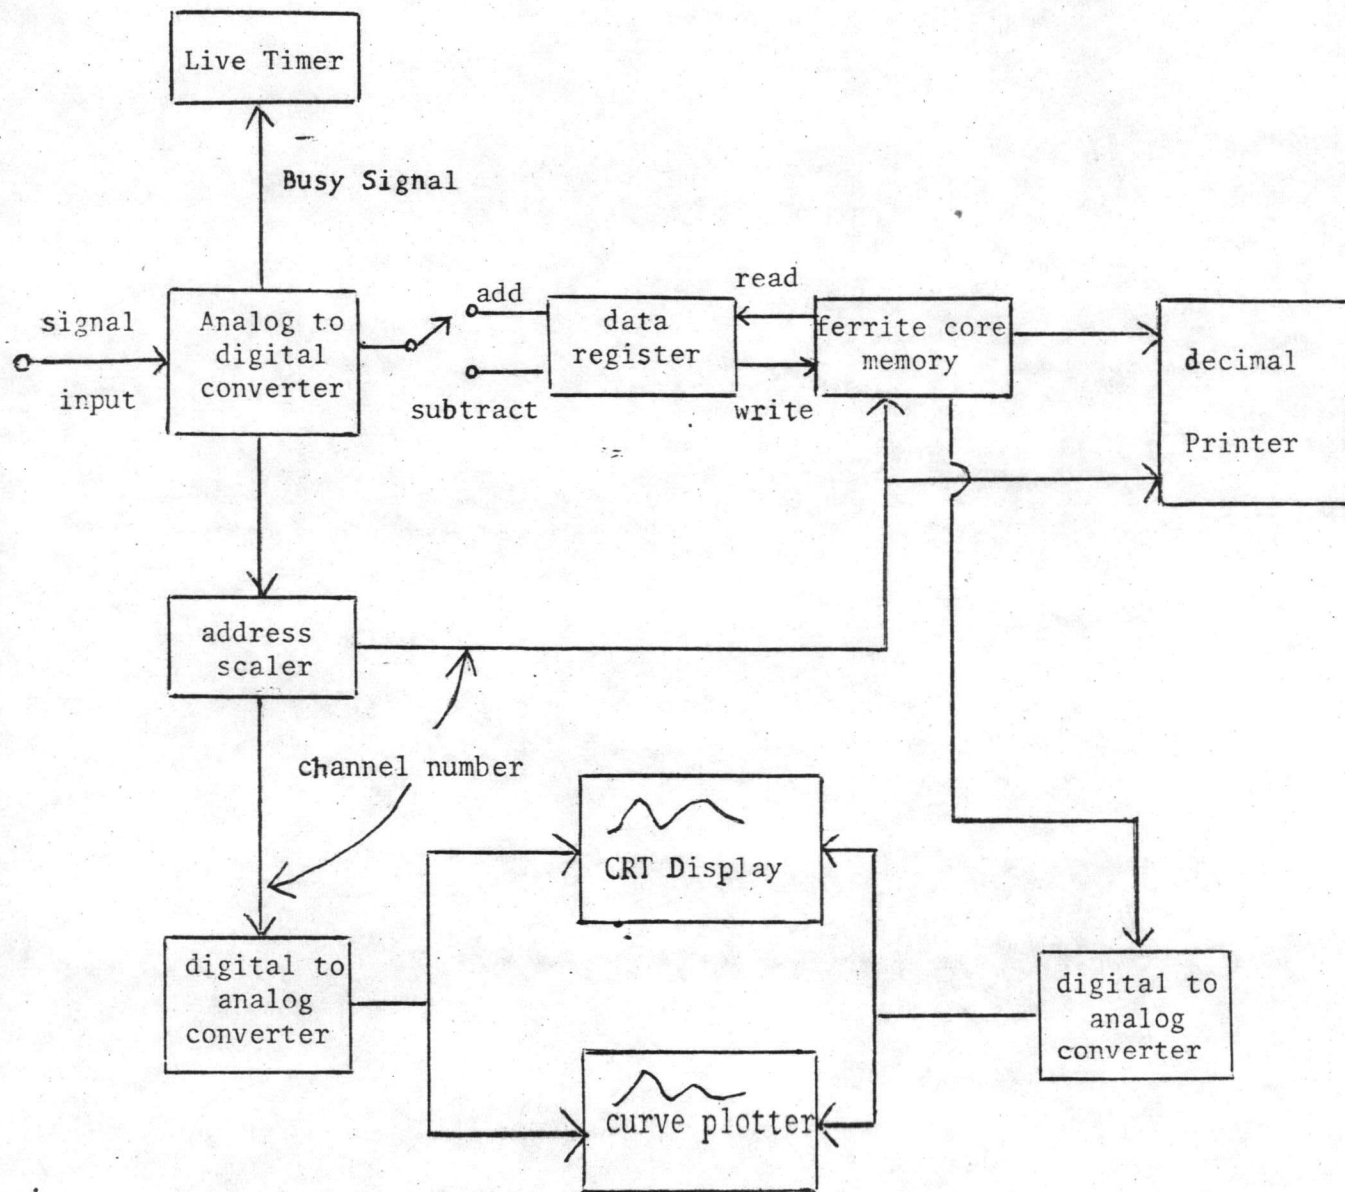 Live Timer
Busy Signal
signal
input
Analog to
digital
converter
add
subtract
data
register
read
write
ferrite core
memory
decimal
Printer
address
scaler
channel number
CRT Display
digital to
analog
converter
curve plotter
digital to
analog
converter